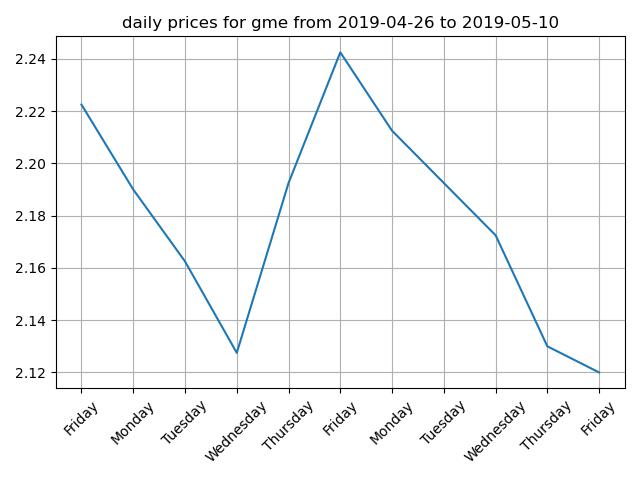 daily prices for gme from 2019-04-26 to 2019-05-10
2.24
2.22
2.20
2.18
2.16
2.14
2.12
Friday
Monday
Tuesday
Wednesday
Thursday
Friday
Monday
Tuesday
Wednesday
Thursday
Friday